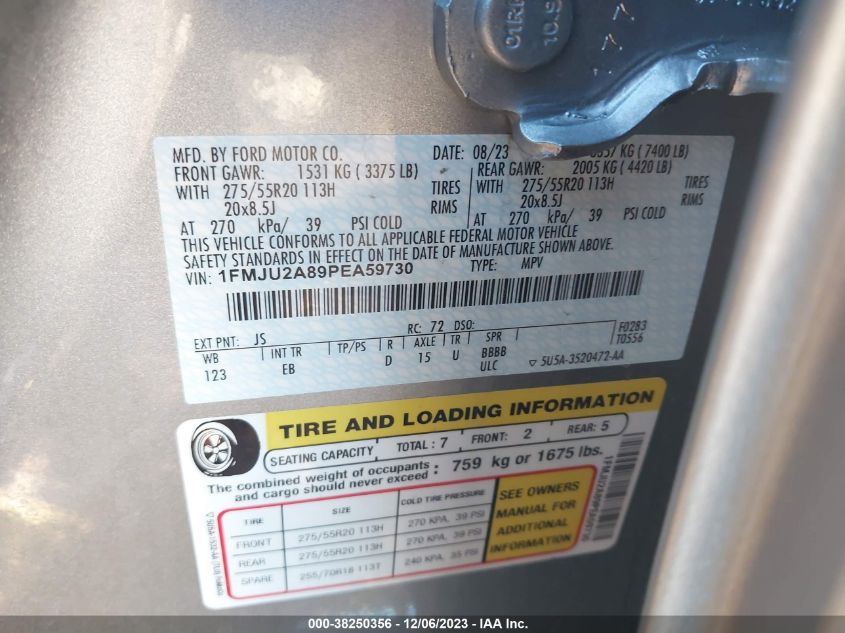 MFD. BY FORD MOTOR CO.
DATE: 08/23
KG ( 7400 LB)
FRONT GAWR: 1531 KG ( 3375 LB)
REAR GAWR: 2005 KG ( 4420 LB)
WITH 275/55R20 113H TIRES
WITH 275/55R20 113H TIRES
20x8.5J RIMS
20x8.5J RIMS
AT 270 kPa/ 39 PSI COLD
AT 270 kPa/ 39 PSI COLD
THIS VEHICLE CONFORMS TO ALL APPLICABLE FEDERAL MOTOR VEHICLE
SAFETY STANDARDS IN EFFECT ON THE DATE OF MANUFACTURE SHOWN ABOVE.
VIN: 1FMJU2A89PEA59730
TYPE: MPV
EXT PNT: JS RC: 72 DSO: F0283
WB INT TR TP/PS R AXLE TR SPR T0556
123 EB D 15 U BBBB
ULC ▽ 5U5A-3520472-AA
TIRE AND LOADING INFORMATION
SEATING CAPACITY TOTAL : 7 FRONT: 2 REAR: 5
The combined weight of occupants
and cargo should never exceed : 759 kg or 1675 lbs.
TIRE SIZE COLD TIRE PRESSURE
FRONT 275/55R20 113H 270 KPA, 39 PSI
REAR 275/55R20 113H 270 KPA, 39 PSI
SPARE 255/70R18 113T 240 KPA, 35 PSI
SEE OWNERS
MANUAL FOR
ADDITIONAL
INFORMATION
1FMJU2A89PEA59730
000-38250356 - 12/06/2023 - IAA Inc.